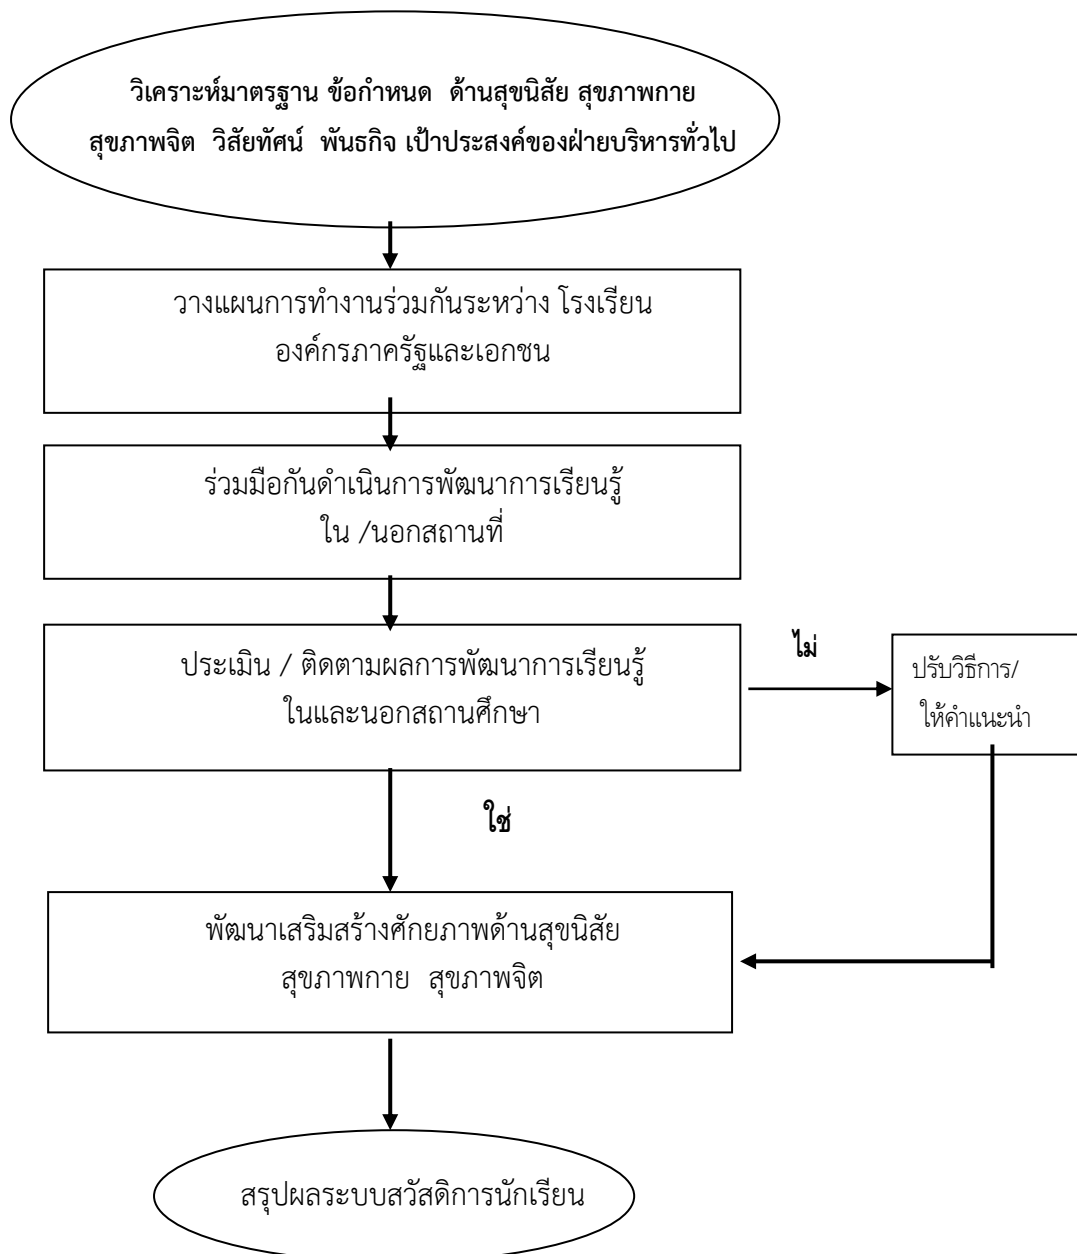 วิเคราะห์มาตรฐาน ข้อกำหนด ด้านสุขนิสัย สุขภาพกาย
สุขภาพจิต วิสัยทัศน์ พันธกิจ เป้าประสงค์ของฝ่ายบริหารทั่วไป
วางแผนการทำงานร่วมกันระหว่าง โรงเรียน
องค์กรภาครัฐและเอกชน
ร่วมมือกันดำเนินการพัฒนาการเรียนรู้
ใน /นอกสถานที่
ประเมิน / ติดตามผลการพัฒนาการเรียนรู้
ในและนอกสถานศึกษา
ไม่
ปรับวิธีการ/
ให้คำแนะนำ
ใช่
พัฒนาเสริมสร้างศักยภาพด้านสุขนิสัย
สุขภาพกาย สุขภาพจิต
สรุปผลระบบสวัสดิการนักเรียน